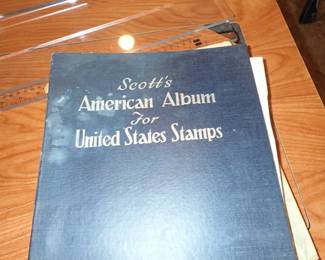 Scott's
American Album
For
United States Stamps